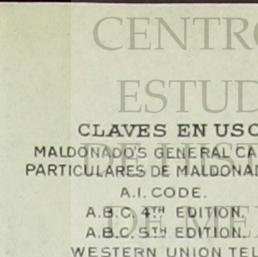 CENTRO
ESTUD
CLAVES EN USO
MALDONADO'S GENERAL CA
PARTICULARES DE MALDONAD
A.I. CODE.
A.B.C. 4TH EDITION.
A.B.C. 5TH EDITION.
WESTERN UNION TEL